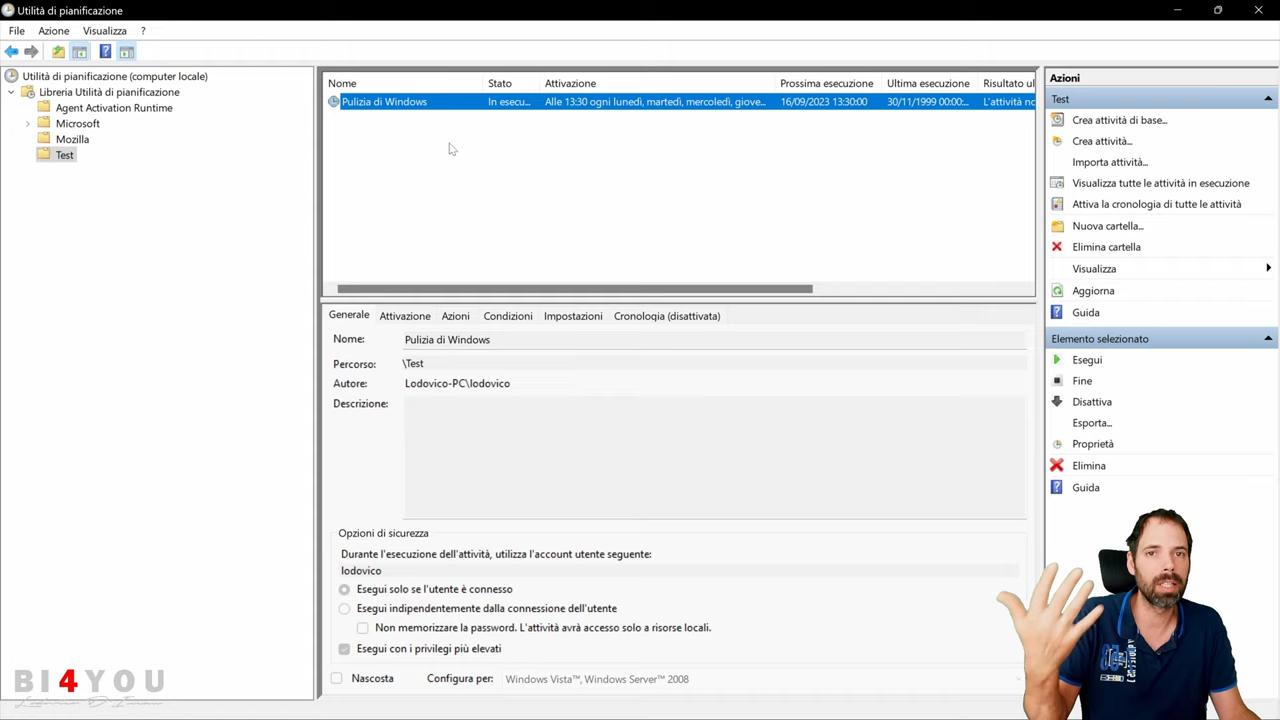 Utilità di pianificazione
File Azione Visualizza ?
Utilità di pianificazione (computer locale)
Libreria Utilità di pianificazione
Agent Activation Runtime
Microsoft
Mozilla
Test
Nome Stato Attivazione Prossima esecuzione Ultima esecuzione Risultato ul
Pulizia di Windows In esecu... Alle 13:30 ogni lunedì, martedì, mercoledì, giove... 16/09/2023 13:30:00 30/11/1999 00:00:... L'attività no
Generale Attivazione Azioni Condizioni Impostazioni Cronologia (disattivata)
Nome: Pulizia di Windows
Percorso: \Test
Autore: Lodovico-PC\lodovico
Descrizione:
Opzioni di sicurezza
Durante l'esecuzione dell'attività, utilizza l'account utente seguente:
lodovico
Esegui solo se l'utente è connesso
Esegui indipendentemente dalla connessione dell'utente
Non memorizzare la password. L'attività avrà accesso solo a risorse locali.
Esegui con i privilegi più elevati
Nascosta Configura per: Windows Vista™, Windows Server™ 2008
Azioni
Test
Crea attività di base...
Crea attività...
Importa attività...
Visualizza tutte le attività in esecuzione
Attiva la cronologia di tutte le attività
Nuova cartella...
Elimina cartella
Visualizza
Aggiorna
Guida
Elemento selezionato
Esegui
Fine
Disattiva
Esporta...
Proprietà
Elimina
Guida
BI4YOU